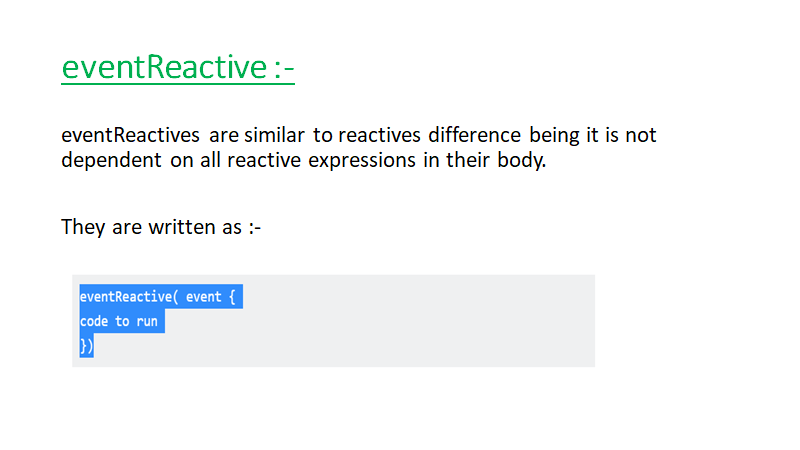 eventReactive :-
eventReactives are similar to reactives difference being it is not
dependent on all reactive expressions in their body.
They are written as :-
eventReactive( event {
code to run
})